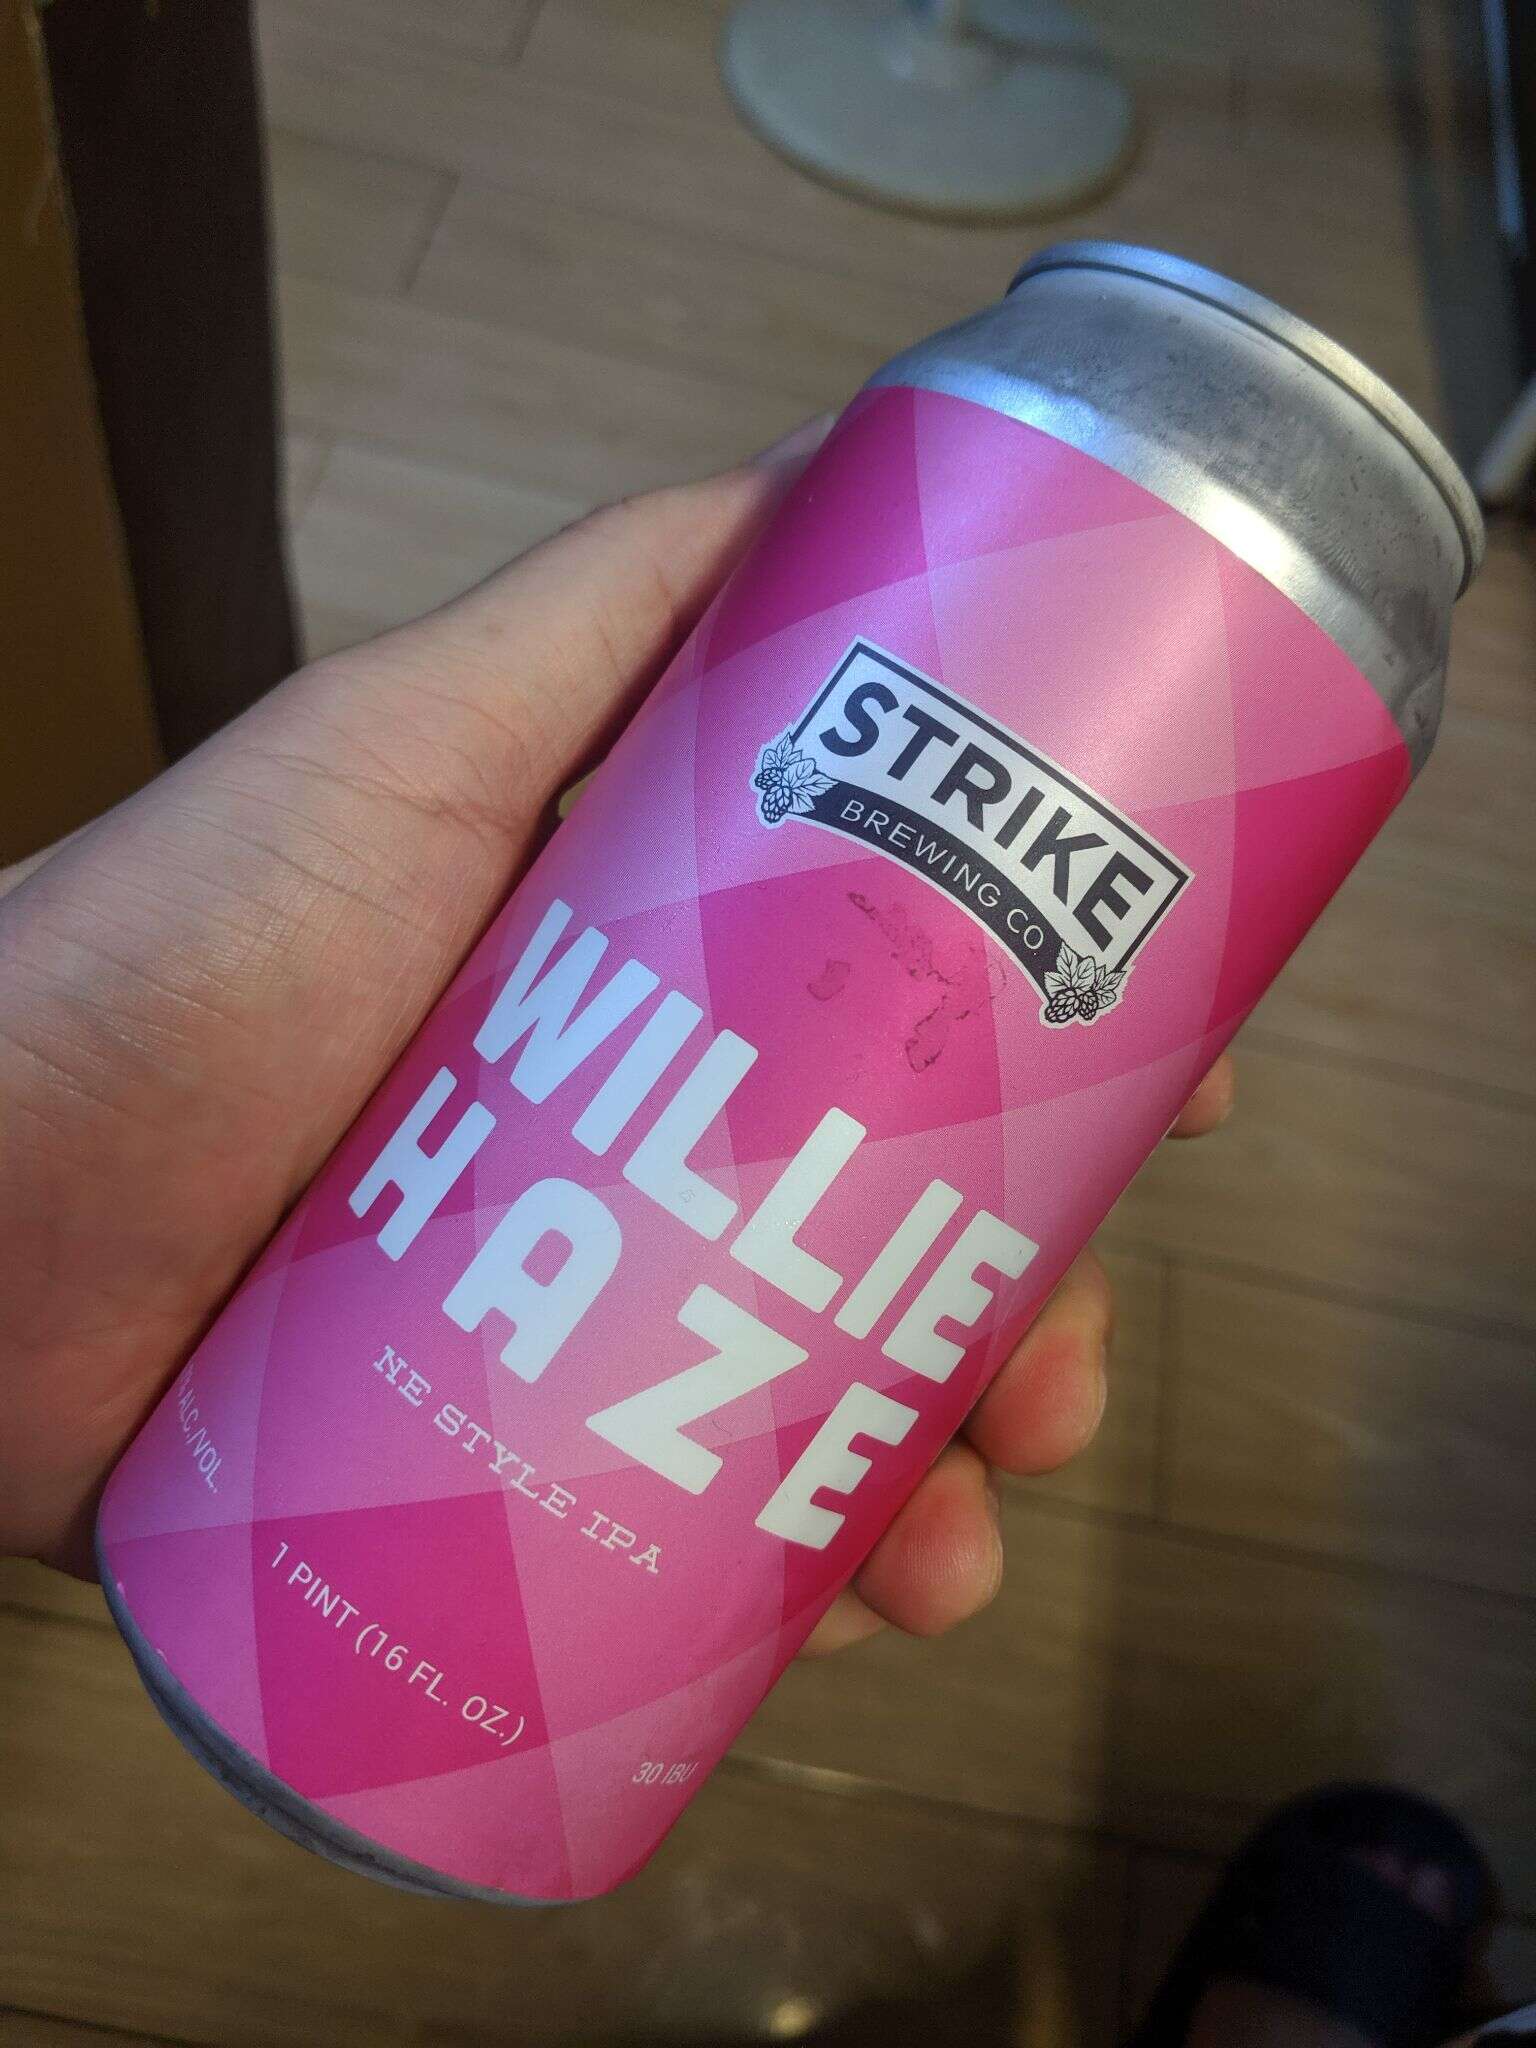 STRIKE
BREWING CO
WILLIE
HAZE
NE STYLE IPA
ALC./VOL.
1 PINT (16 FL. OZ.)
30 IBU